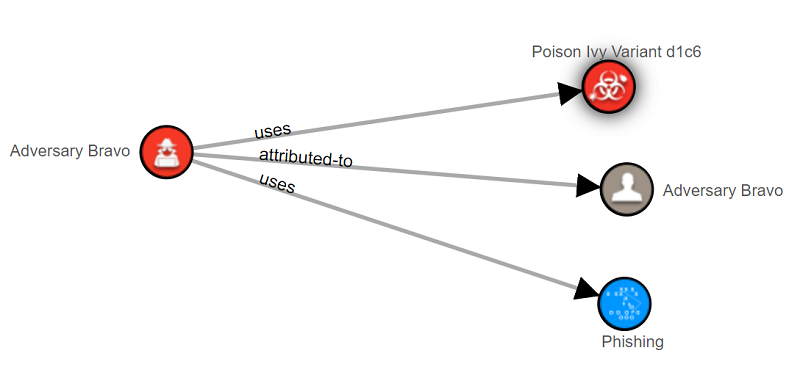 Poison Ivy Variant d1c6
uses
Adversary Bravo
attributed-to
uses
Adversary Bravo
Phishing